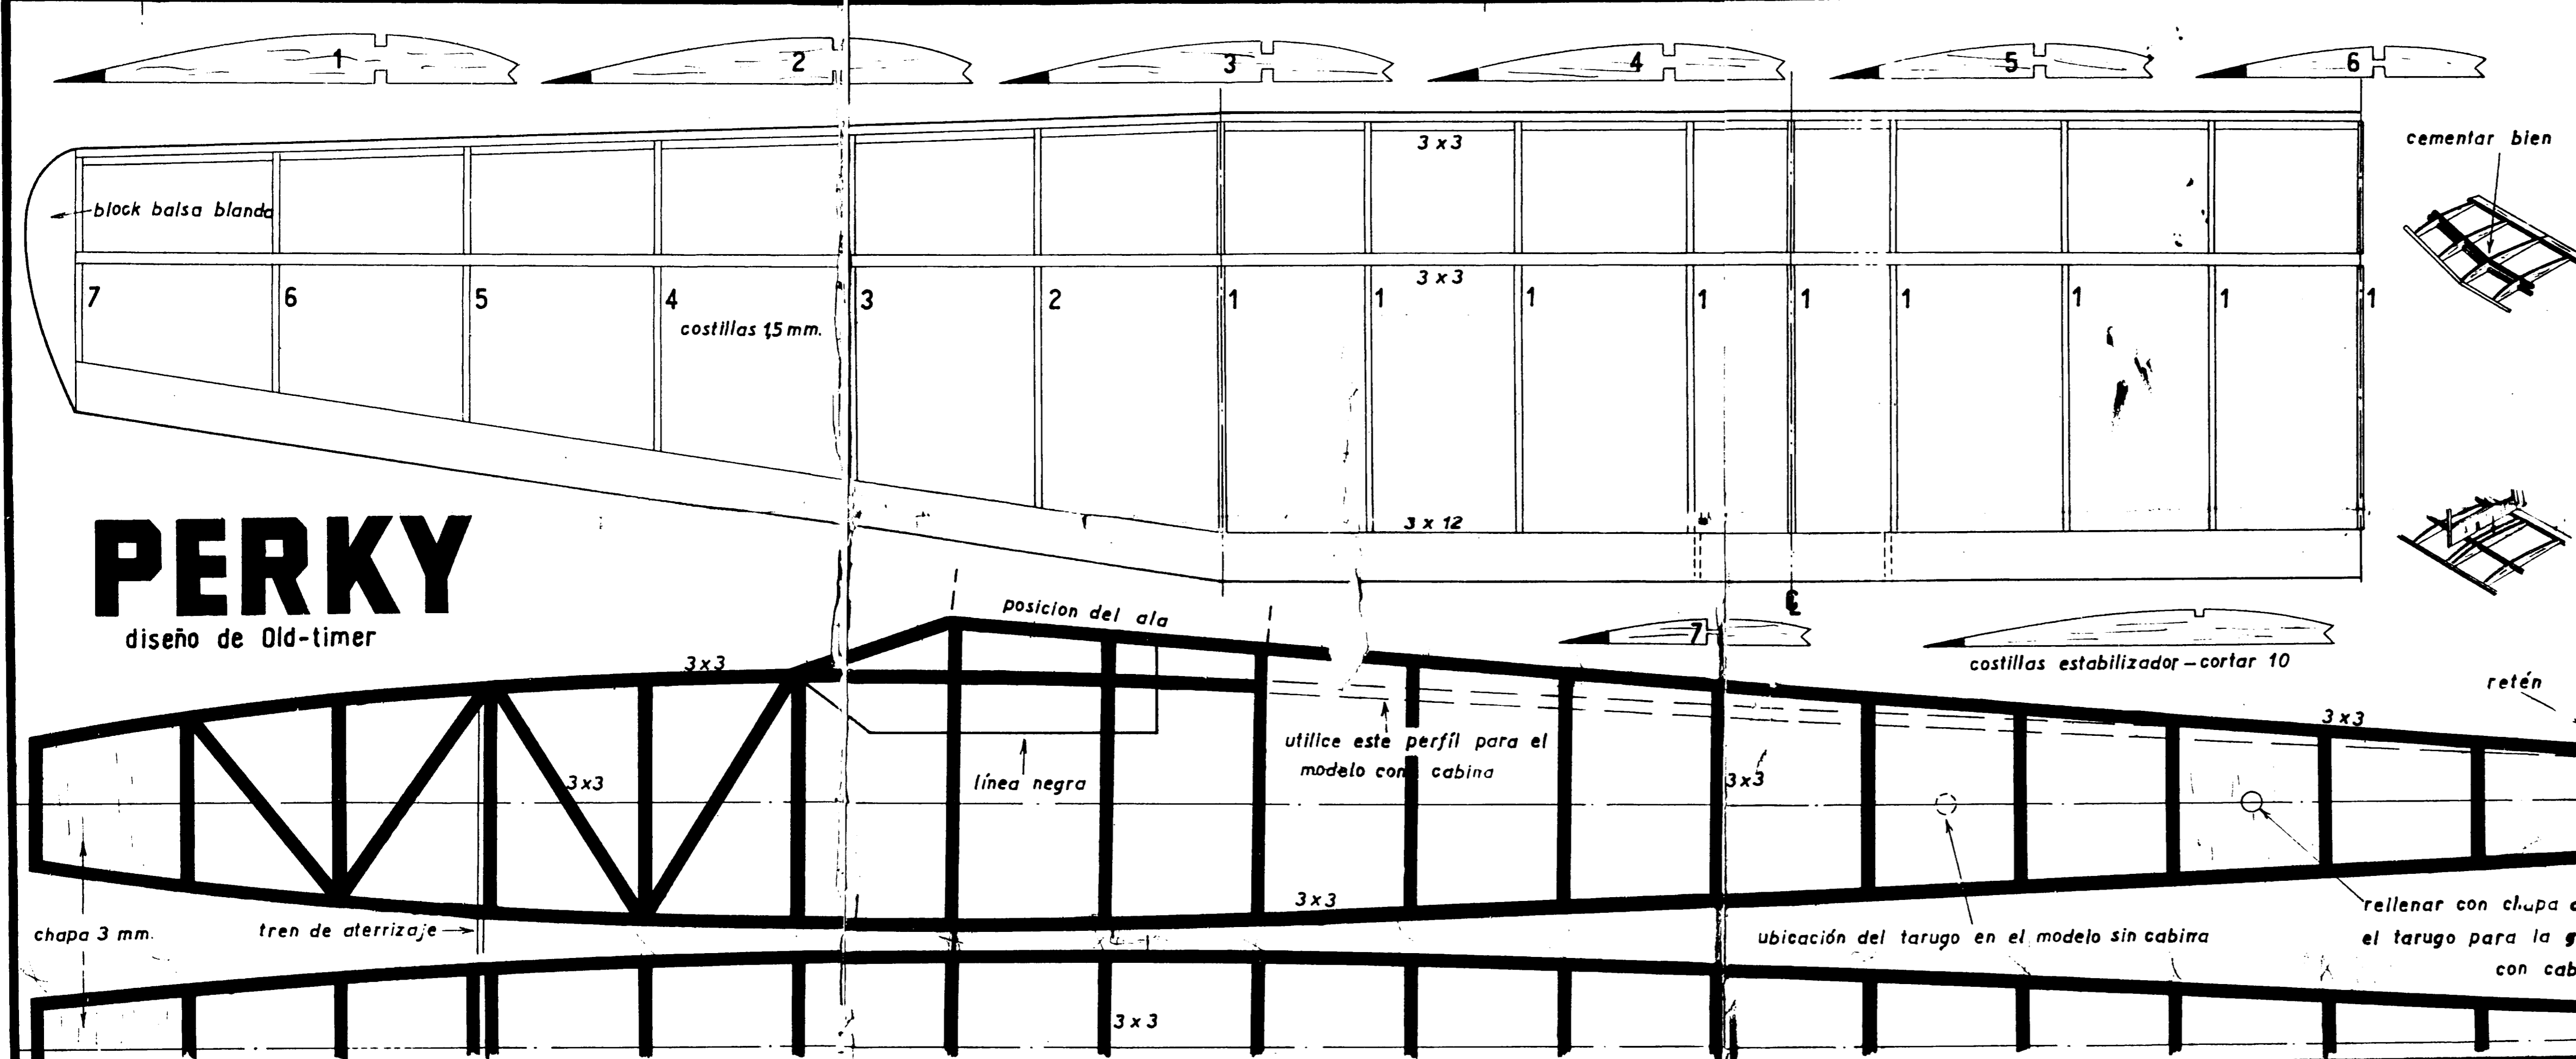 1 2 3 4 5 6
cementar bien
3 x 3
block balsa blanda
3 x 3
7 6 5 4 3 2 1 1 1 1 1 1 1 1 1
costillas 1,5 mm.
3 x 12
PERKY
diseño de Old-timer
posicion del ala
7
costillas estabilizador – cortar 10
retén
3 x 3
3 x 3
utilice este perfíl para el
modelo con cabina
línea negra
3 x 3
3 x 3
3 x 3
chapa 3 mm.
tren de aterrizaje
ubicación del tarugo en el modelo sin cabina
rellenar con chapa
el tarugo para la
con
3 x 3